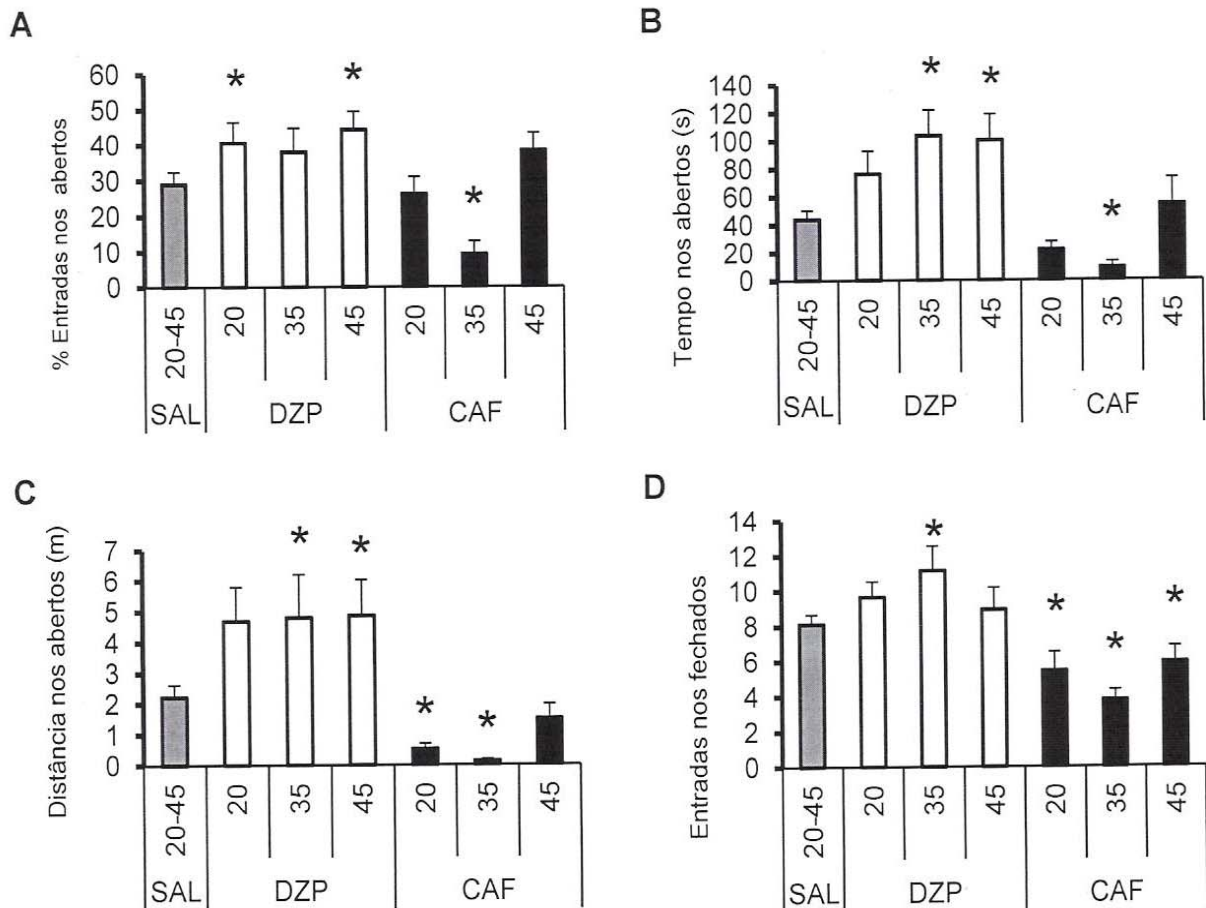 A
% Entradas nos abertos
60
50
40
30
20
10
0
* * *
20-45 20 35 45 20 35 45
SAL DZP CAF
B
Tempo nos abertos (s)
140
120
100
80
60
40
20
0
* * *
20-45 20 35 45 20 35 45
SAL DZP CAF
C
Distância nos abertos (m)
7
6
5
4
3
2
1
0
* * * *
20-45 20 35 45 20 35 45
SAL DZP CAF
D
Entradas nos fechados
14
12
10
8
6
4
2
0
* * * *
20-45 20 35 45 20 35 45
SAL DZP CAF